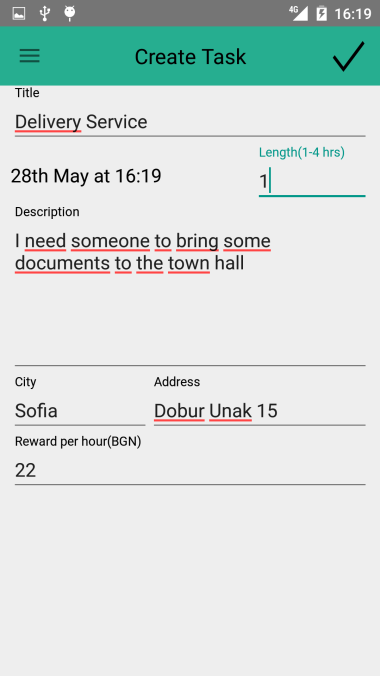 4G 16:19
Create Task
Title
Delivery Service
Length(1-4 hrs)
28th May at 16:19
1
Description
I need someone to bring some
documents to the town hall
City Address
Sofia Dobur Unak 15
Reward per hour(BGN)
22